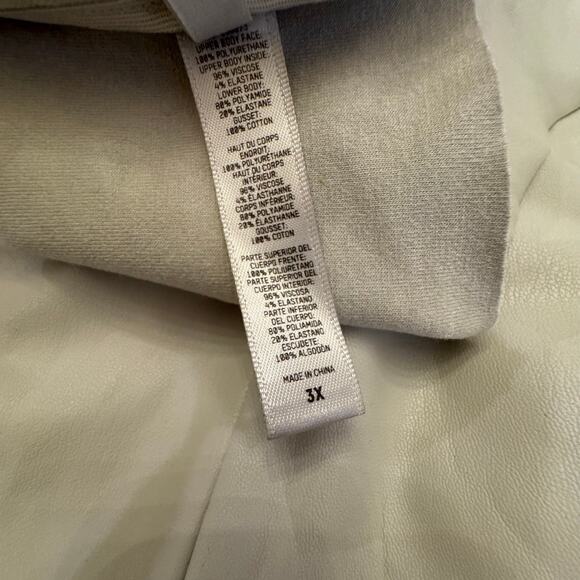 UPPER BODY FACE:
100% POLYURETHANE
UPPER BODY INSIDE:
96% VISCOSE
4% ELASTANE
LOWER BODY:
80% POLYAMIDE
20% ELASTANE
GUSSET:
100% COTTON
HAUT DU CORPS
ENDROIT:
100% POLYURÉTHANE
HAUT DU CORPS
INTÉRIEUR:
96% VISCOSE
4% ÉLASTHANNE
CORPS INFÉRIEUR:
80% POLYAMIDE
20% ÉLASTHANNE
GOUSSET:
100% COTON
PARTE SUPERIOR DEL
CUERPO FRENTE:
100% POLIURETANO
PARTE SUPERIOR DEL
CUERPO INTERIOR:
96% VISCOSA
4% ELASTANO
PARTE INFERIOR
DEL CUERPO:
80% POLIAMIDA
20% ELASTANO
ESCUDETE:
100% ALGODÓN
MADE IN CHINA
3X